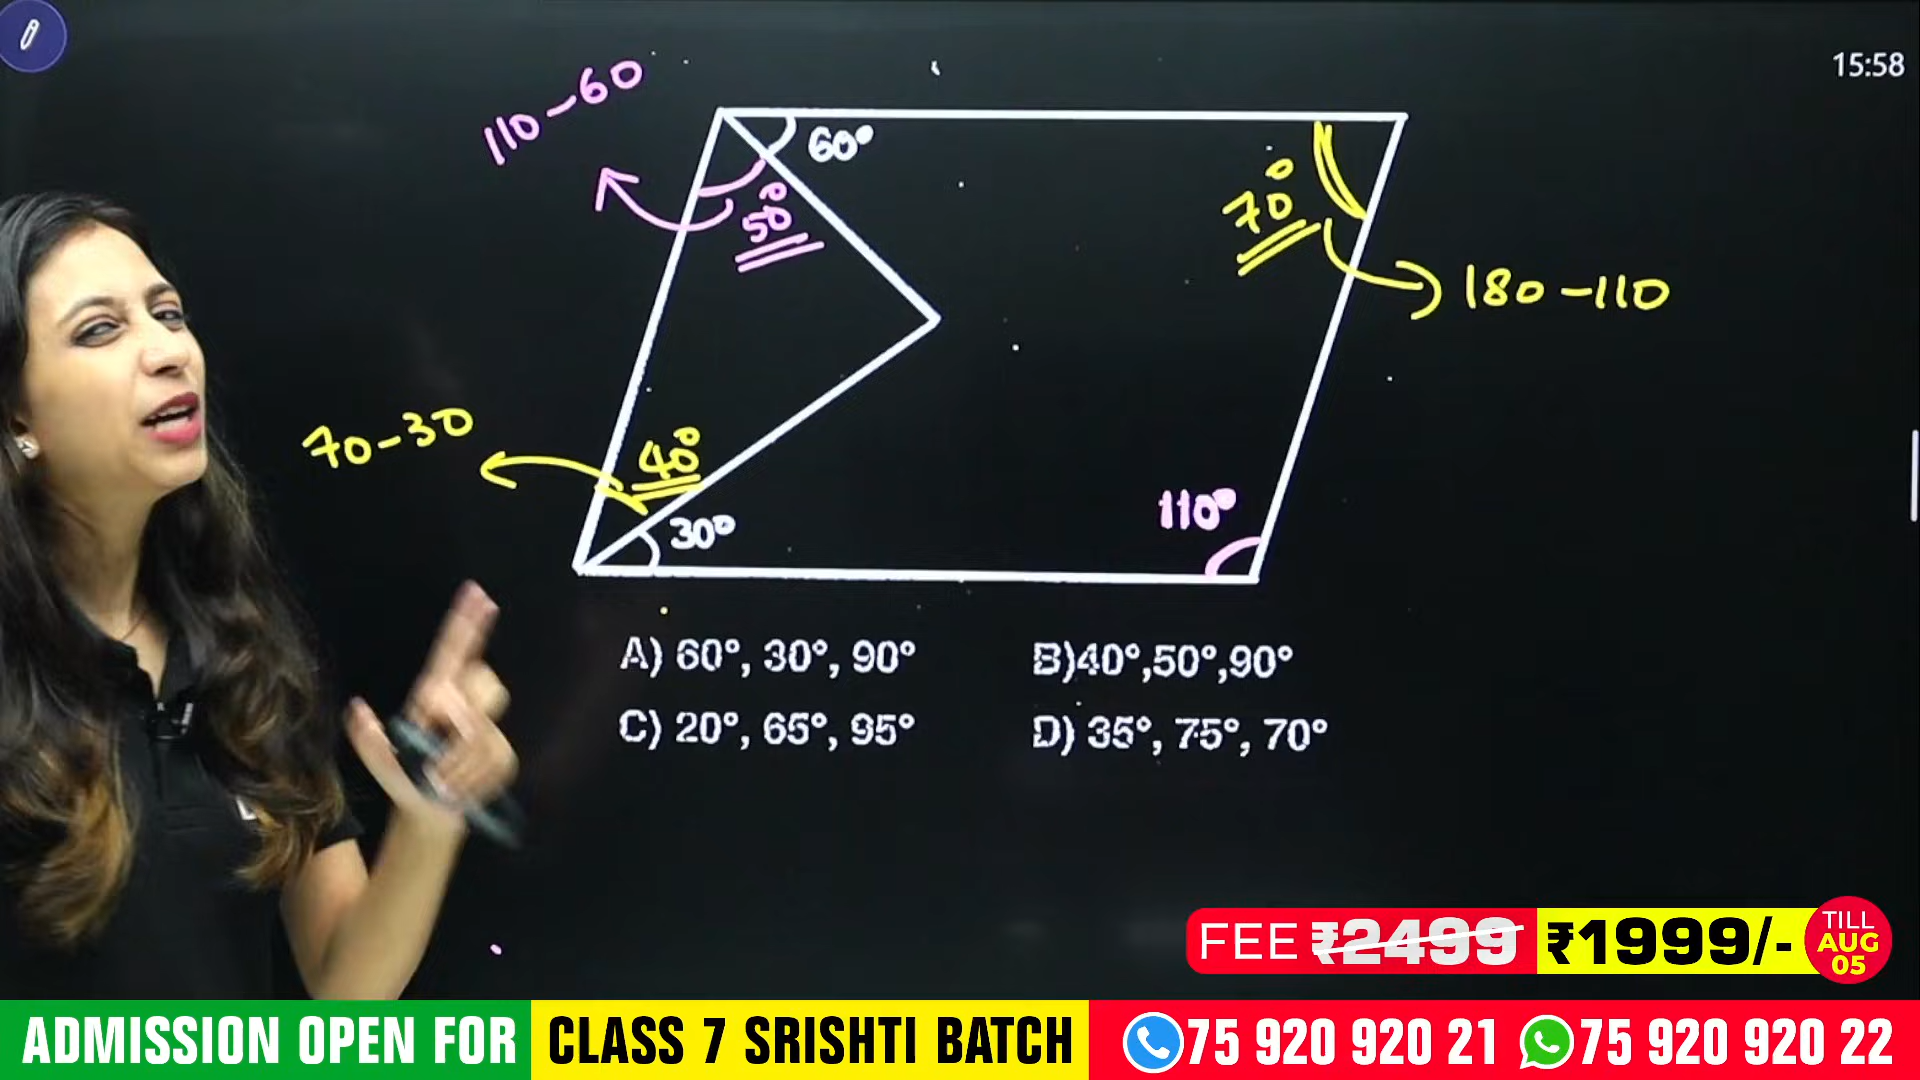 15:58
110-60
60°
50°
70°
180-110
70-30
40°
30°
110°
A) 60°, 30°, 90°
B)40°,50°,90°
C) 20°, 65°, 95°
D) 35°, 75°, 70°
FEE ₹2499 ₹1999/-
TILL
AUG
05
ADMISSION OPEN FOR CLASS 7 SRISHTI BATCH 75 920 920 21 75 920 920 22